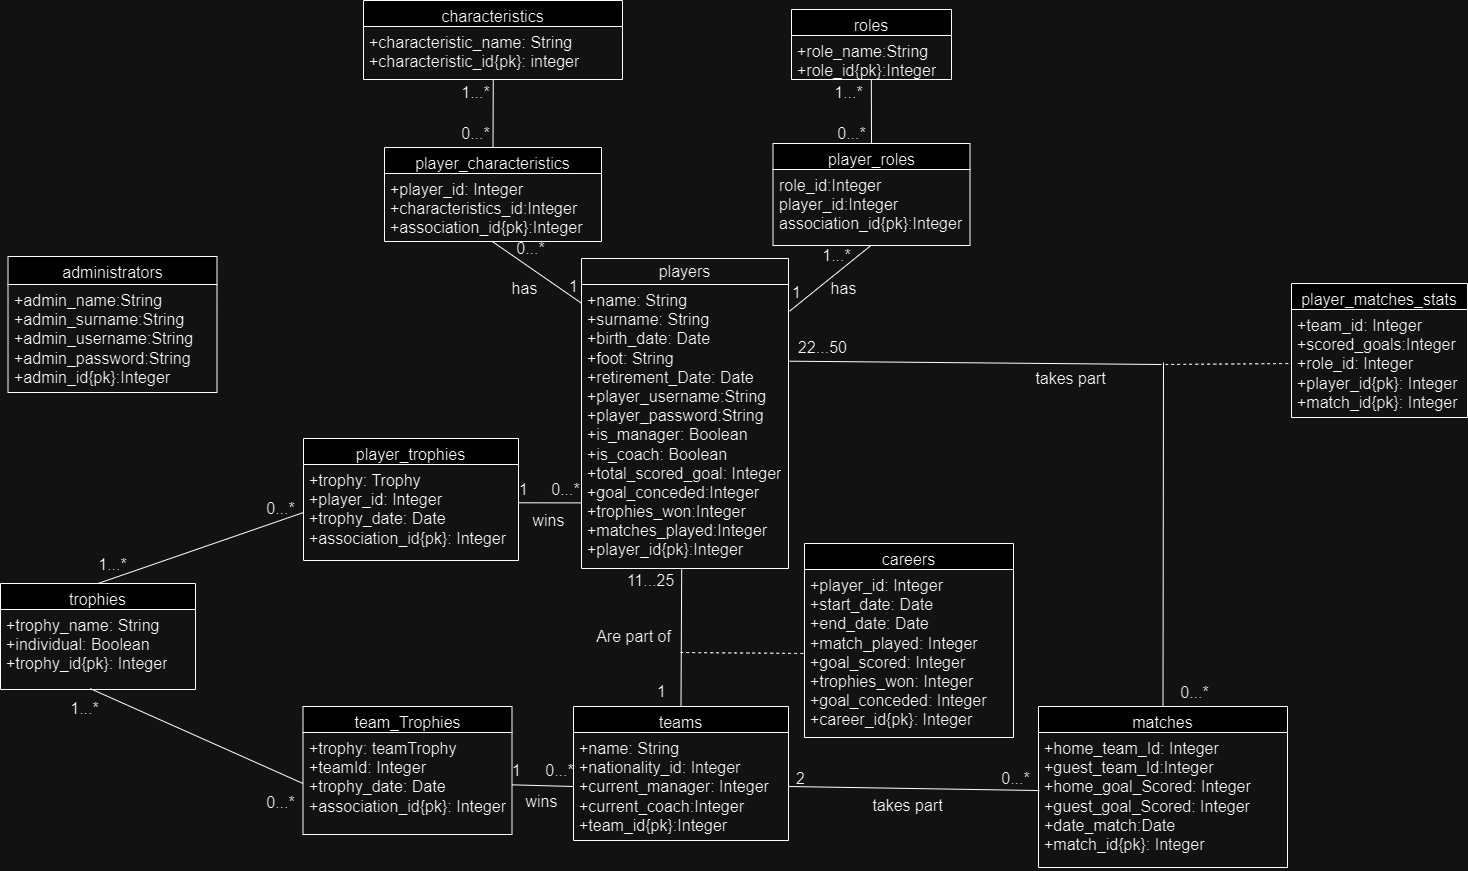 characteristics
+characteristic_name: String
+characteristic_id{pk}: integer
1...*
0...*
roles
+role_name:String
+role_id{pk}:Integer
1...*
0...*
player_characteristics
+player_id: Integer
+characteristics_id:Integer
+association_id{pk}:Integer
0...*
has
1
player_roles
role_id:Integer
player_id:Integer
association_id{pk}:Integer
1...*
1
has
administrators
+admin_name:String
+admin_surname:String
+admin_username:String
+admin_password:String
+admin_id{pk}:Integer
players
+name: String
+surname: String
+birth_date: Date
+foot: String
+retirement_Date: Date
+player_username:String
+player_password:String
+is_manager: Boolean
+is_coach: Boolean
+total_scored_goal: Integer
+goal_conceded:Integer
+trophies_won:Integer
+matches_played:Integer
+player_id{pk}:Integer
22...50
takes part
player_matches_stats
+team_id: Integer
+scored_goals:Integer
+role_id: Integer
+player_id{pk}: Integer
+match_id{pk}: Integer
player_trophies
+trophy: Trophy
+player_id: Integer
+trophy_date: Date
+association_id{pk}: Integer
1
0...*
wins
0...*
1...*
trophies
+trophy_name: String
+individual: Boolean
+trophy_id{pk}: Integer
1...*
0...*
11...25
Are part of
1
careers
+player_id: Integer
+start_date: Date
+end_date: Date
+match_played: Integer
+goal_scored: Integer
+trophies_won: Integer
+goal_conceded: Integer
+career_id{pk}: Integer
0...*
team_Trophies
+trophy: teamTrophy
+teamId: Integer
+trophy_date: Date
+association_id{pk}: Integer
1
0...*
wins
teams
+name: String
+nationality_id: Integer
+current_manager: Integer
+current_coach:Integer
+team_id{pk}:Integer
2
0...*
takes part
matches
+home_team_Id: Integer
+guest_team_Id:Integer
+home_goal_Scored: Integer
+guest_goal_Scored: Integer
+date_match:Date
+match_id{pk}: Integer